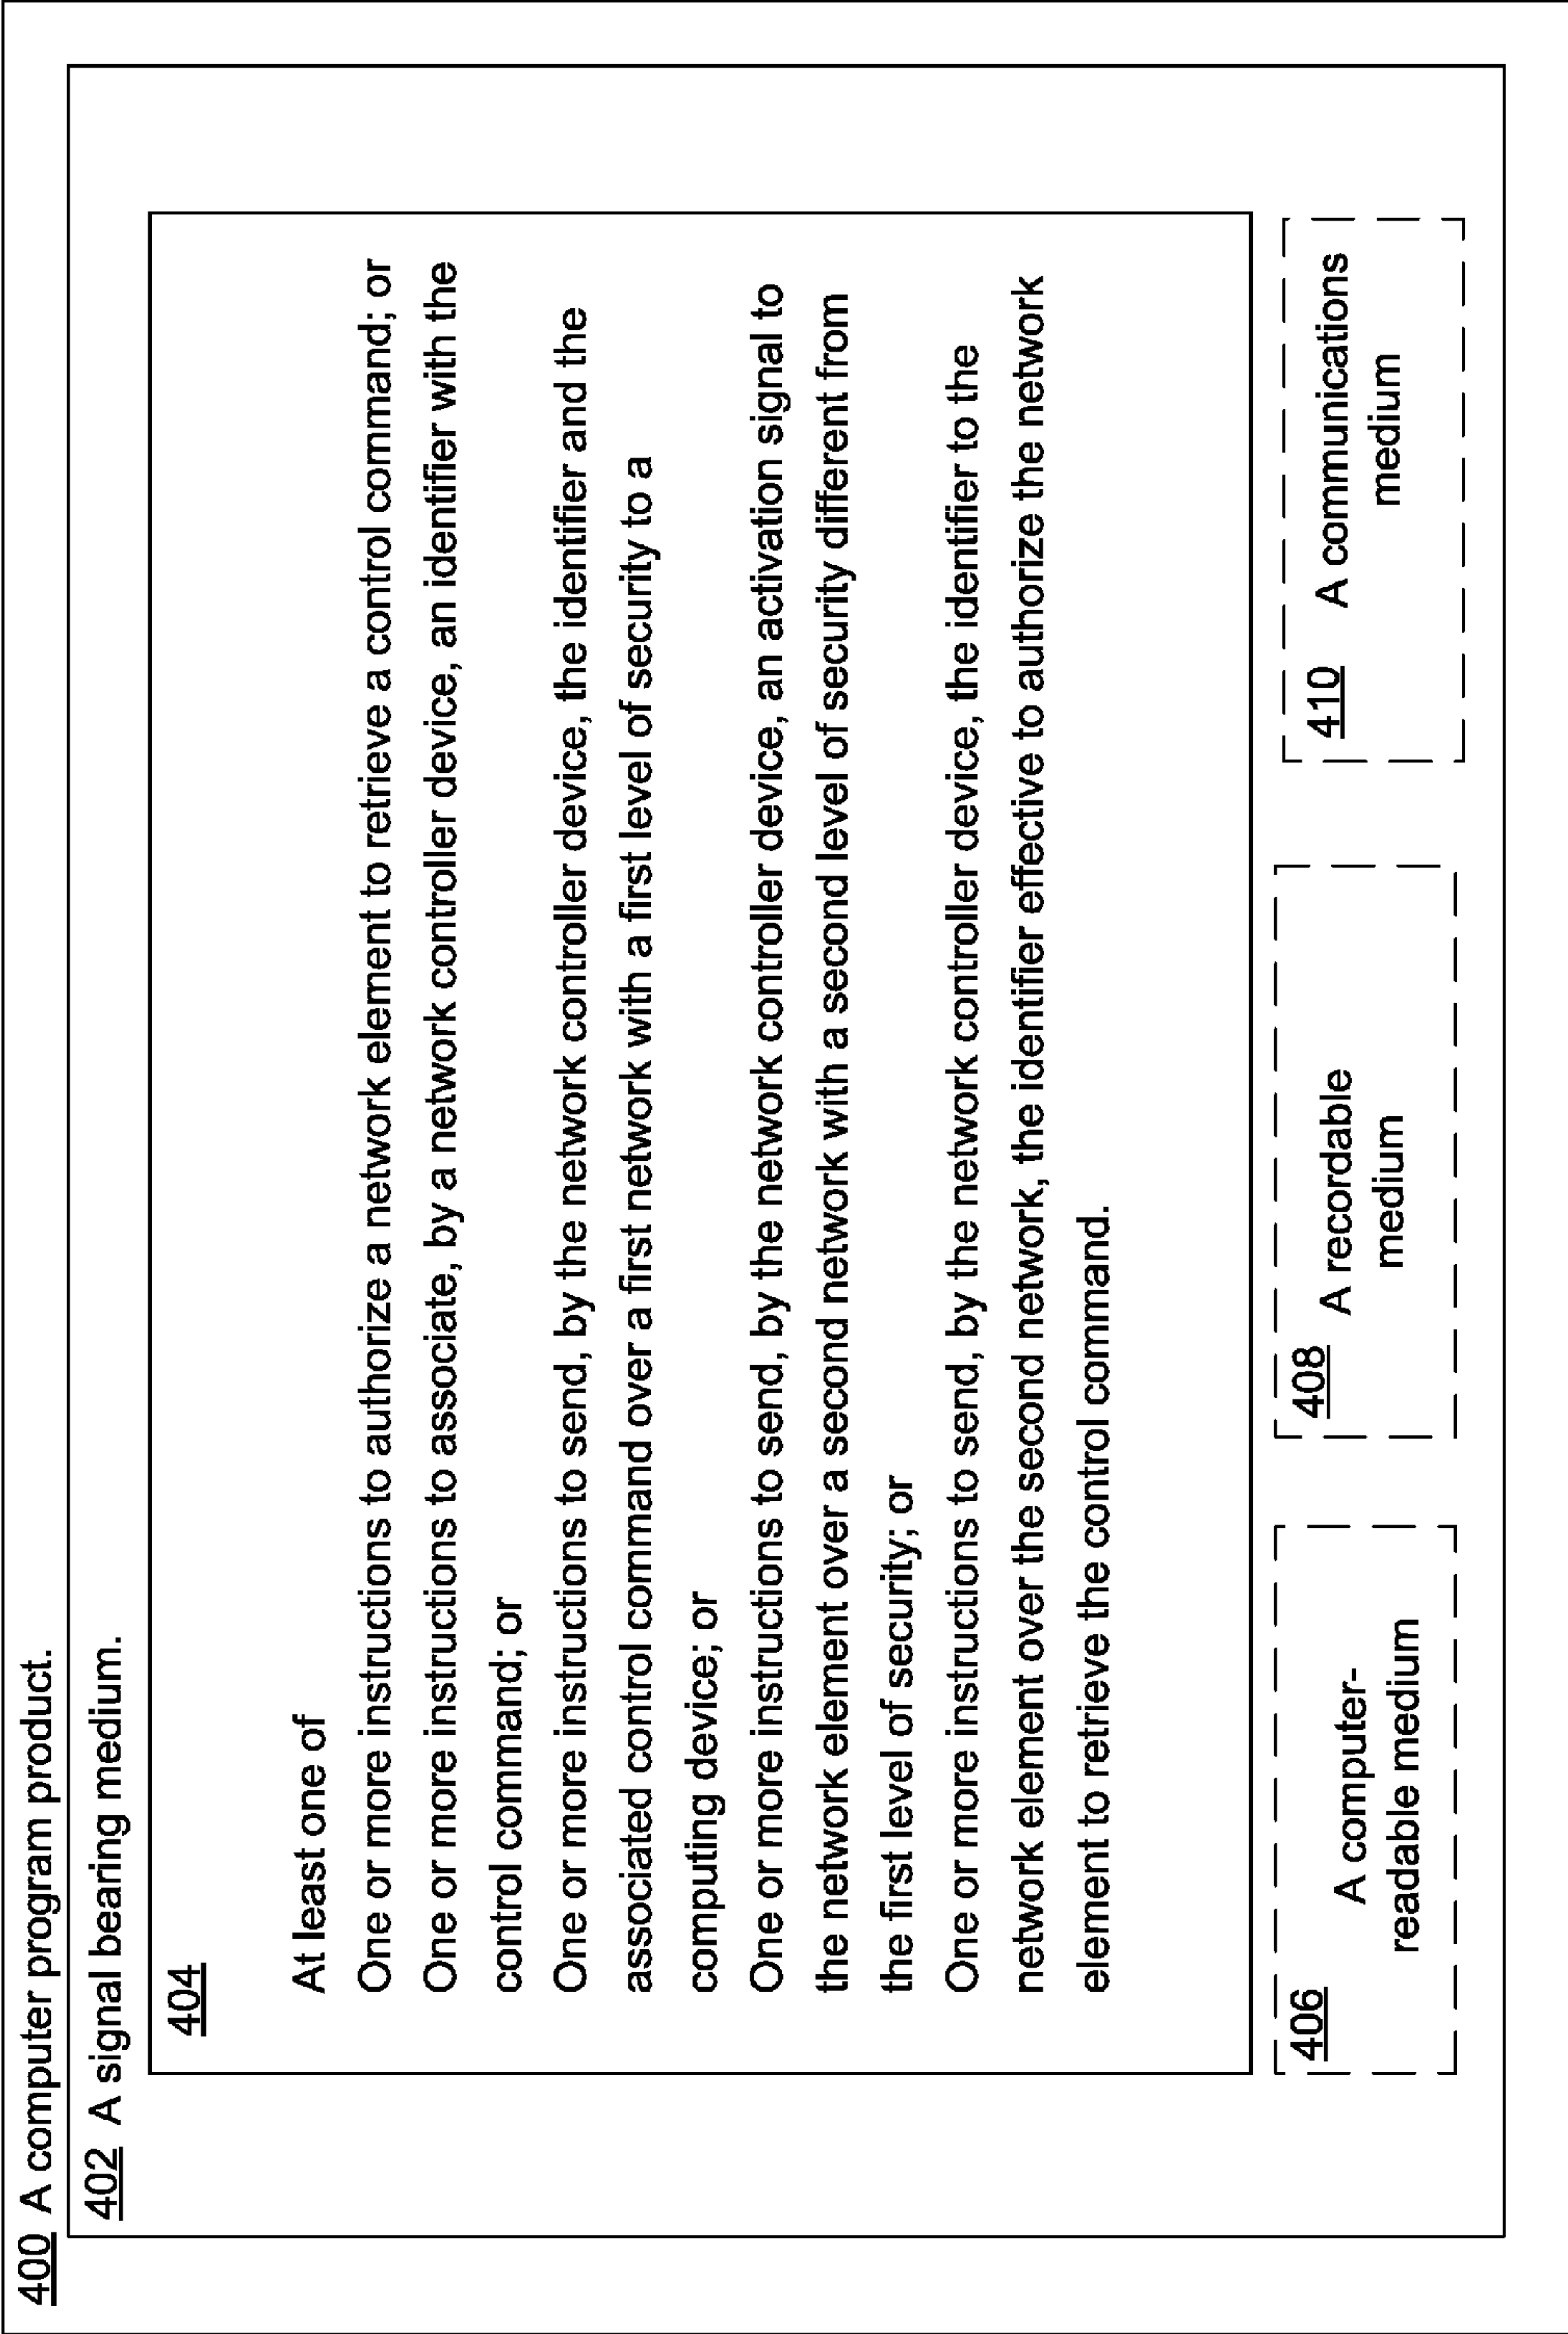 400 A computer program product.
402 A signal bearing medium.
404
At least one of
One or more instructions to authorize a network element to retrieve a control command; or
One or more instructions to associate, by a network controller device, an identifier with the
control command; or
One or more instructions to send, by the network controller device, the identifier and the
associated control command over a first network with a first level of security to a
computing device; or
One or more instructions to send, by the network controller device, an activation signal to
the network element over a second network with a second level of security different from
the first level of security; or
One or more instructions to send, by the network controller device, the identifier to the
network element over the second network, the identifier effective to authorize the network
element to retrieve the control command.
406
A computer-
readable medium
408
A recordable
medium
410
A communications
medium